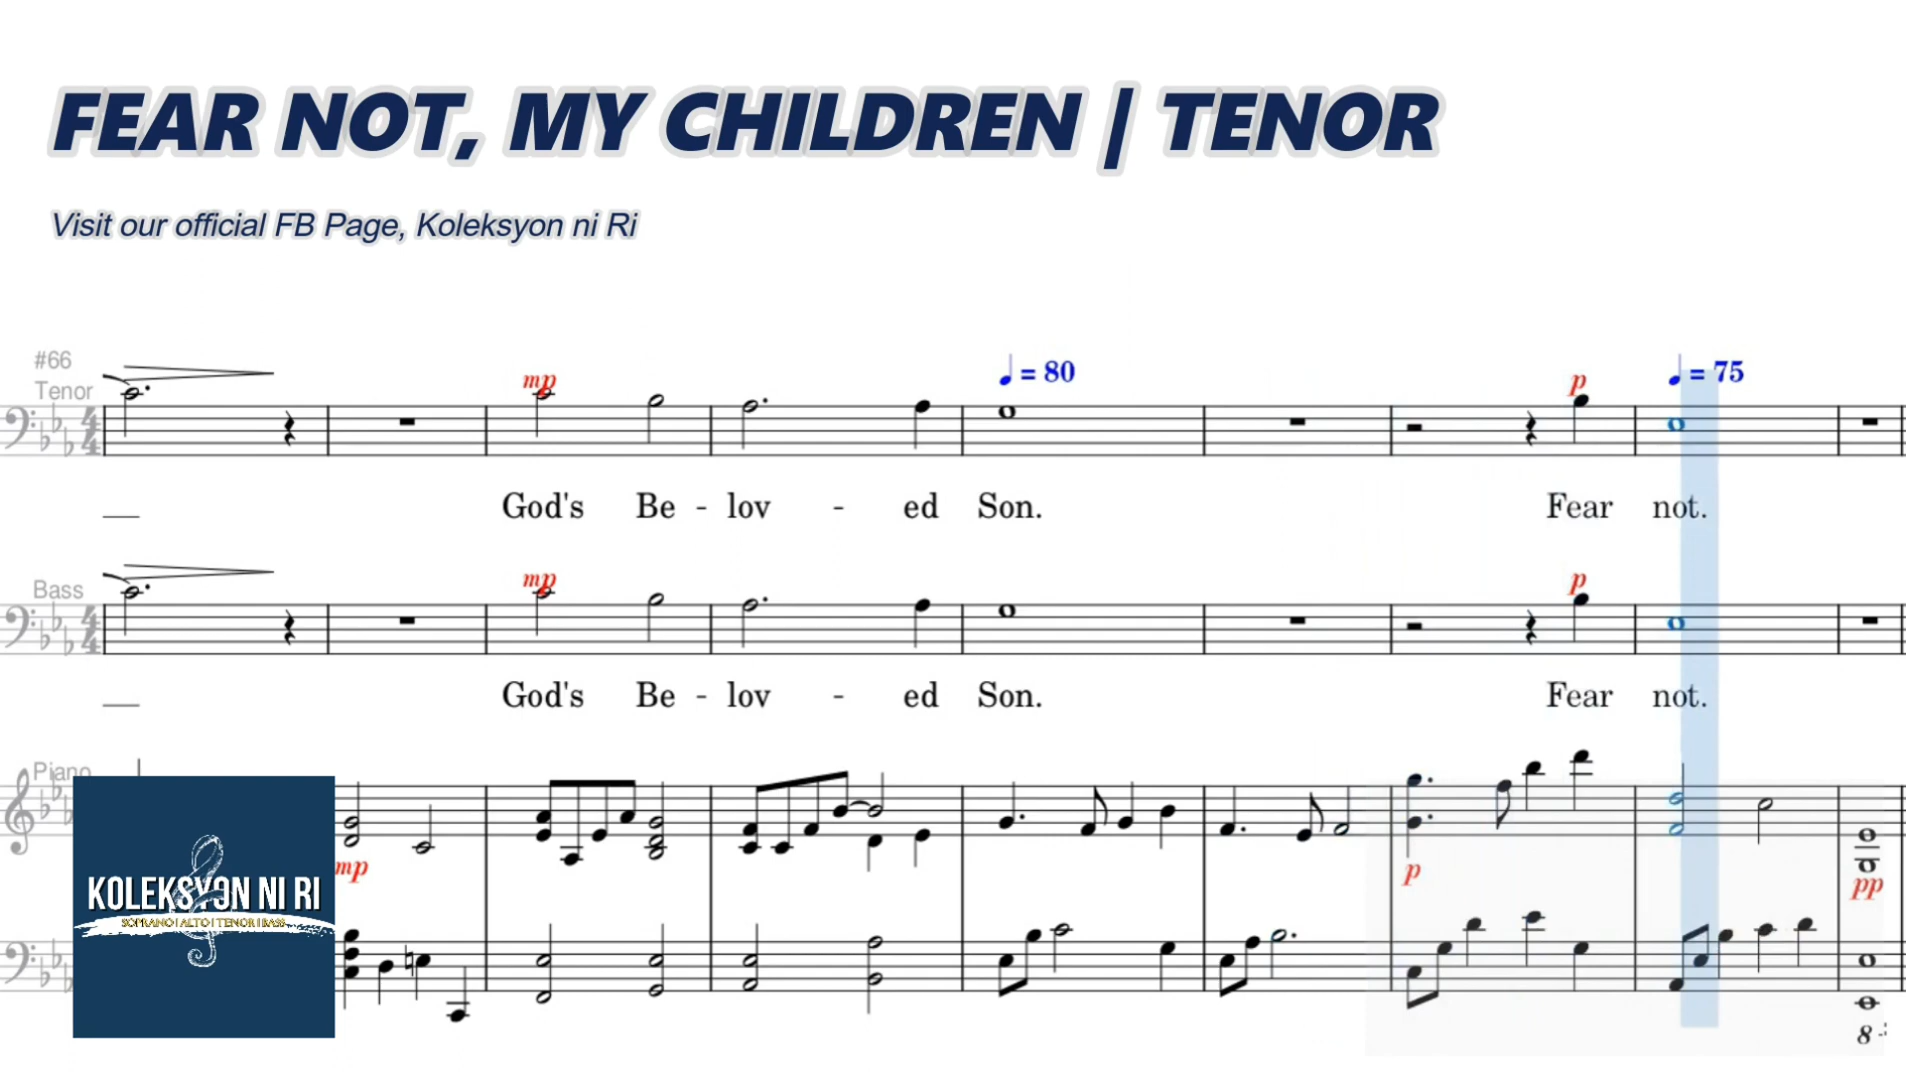 FEAR NOT, MY CHILDREN | TENOR
Visit our official FB Page, Koleksyon ni Ri
#66
Tenor
mp
♩ = 80
p
♩ = 75
God's Be - lov - ed Son. Fear not.
Bass
mp
p
God's Be - lov - ed Son. Fear not.
Piano
mp
p
pp
KOLEKSYON NI RI
SOPRANO | ALTO | TENOR | BASS
8